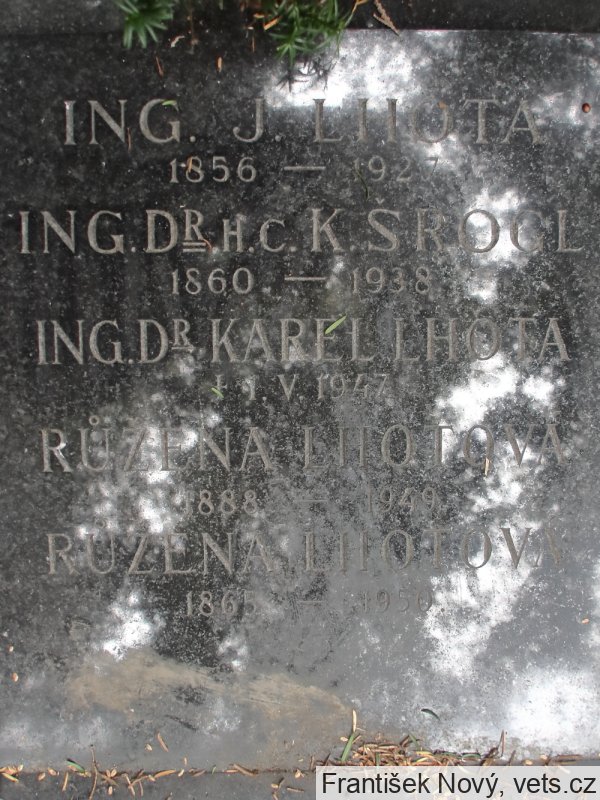 ING. J. LHOTA
1856 — 1927
ING. DR. H.C. K. ŠROGL
1860 — 1938
ING. DR. KAREL LHOTA
† 1. V. 1947
RŮŽENA LHOTOVÁ
1888 — 1949
RŮŽENA LHOTOVÁ
1865 — 1950
František Nový, vets.cz